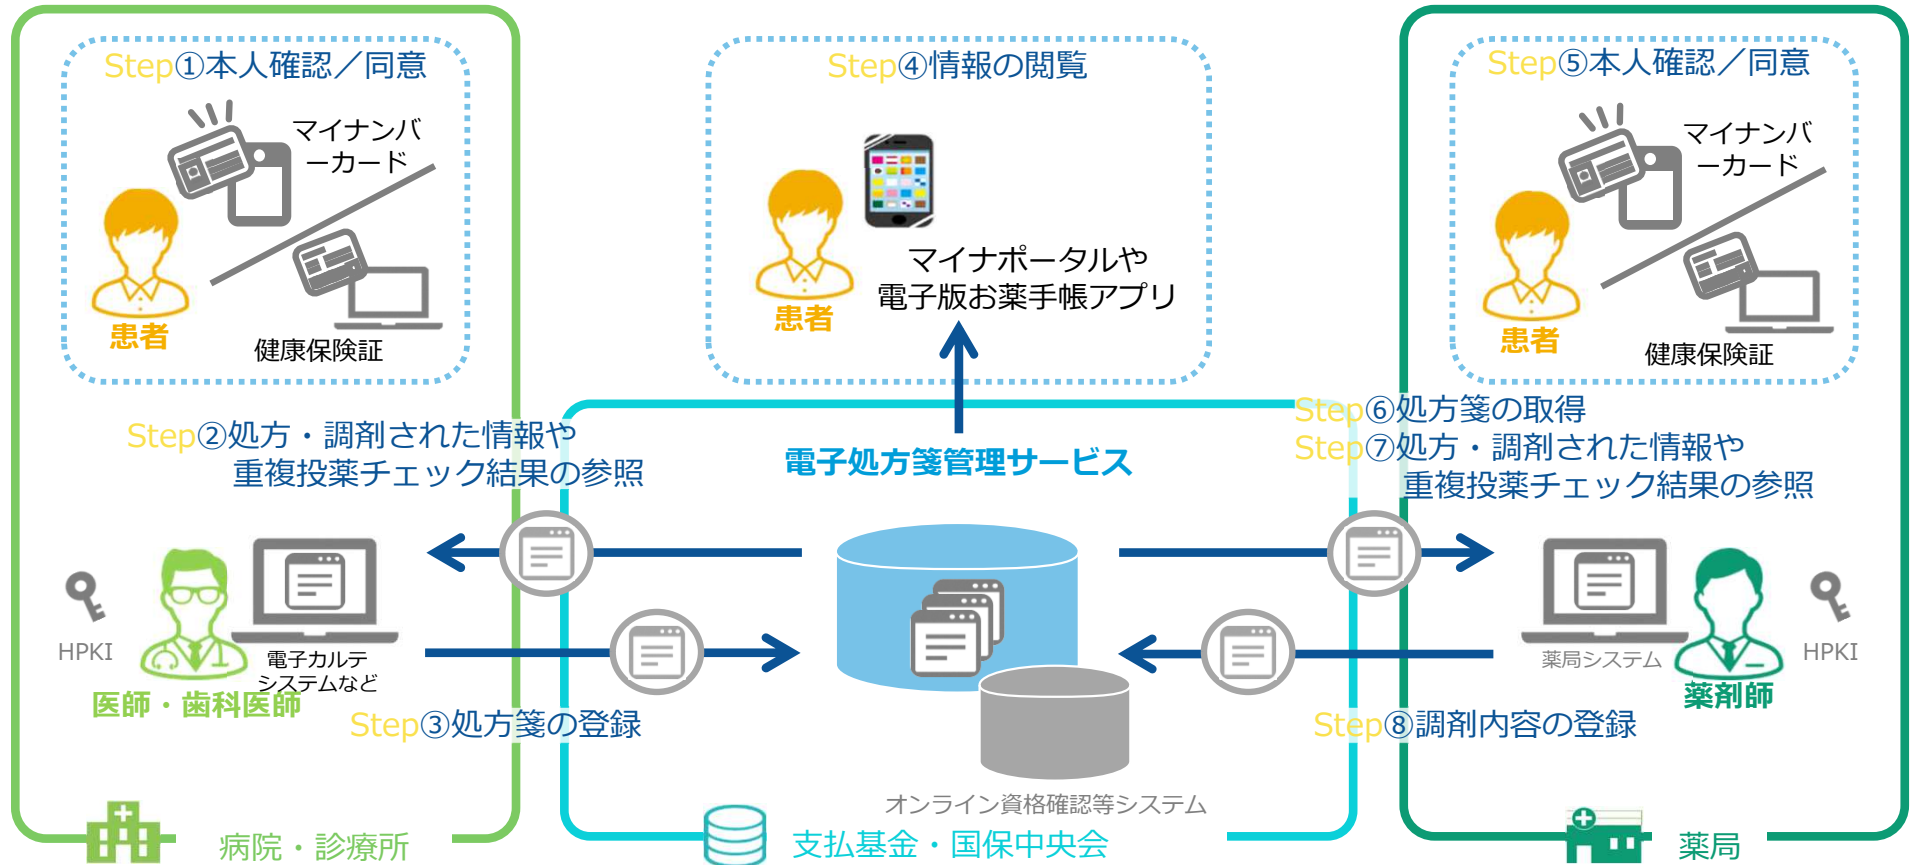 Step①本人確認／同意
マイナンバ
ーカード
患者
健康保険証
Step②処方・調剤された情報や
重複投薬チェック結果の参照
HPKI
電子カルテ
システムなど
医師・歯科医師
Step③処方箋の登録
病院・診療所
Step④情報の閲覧
マイナポータルや
電子版お薬手帳アプリ
患者
電子処方箋管理サービス
オンライン資格確認等システム
支払基金・国保中央会
Step⑤本人確認／同意
マイナンバ
ーカード
患者
健康保険証
Step⑥処方箋の取得
Step⑦処方・調剤された情報や
重複投薬チェック結果の参照
薬局システム
薬剤師
HPKI
Step⑧調剤内容の登録
薬局